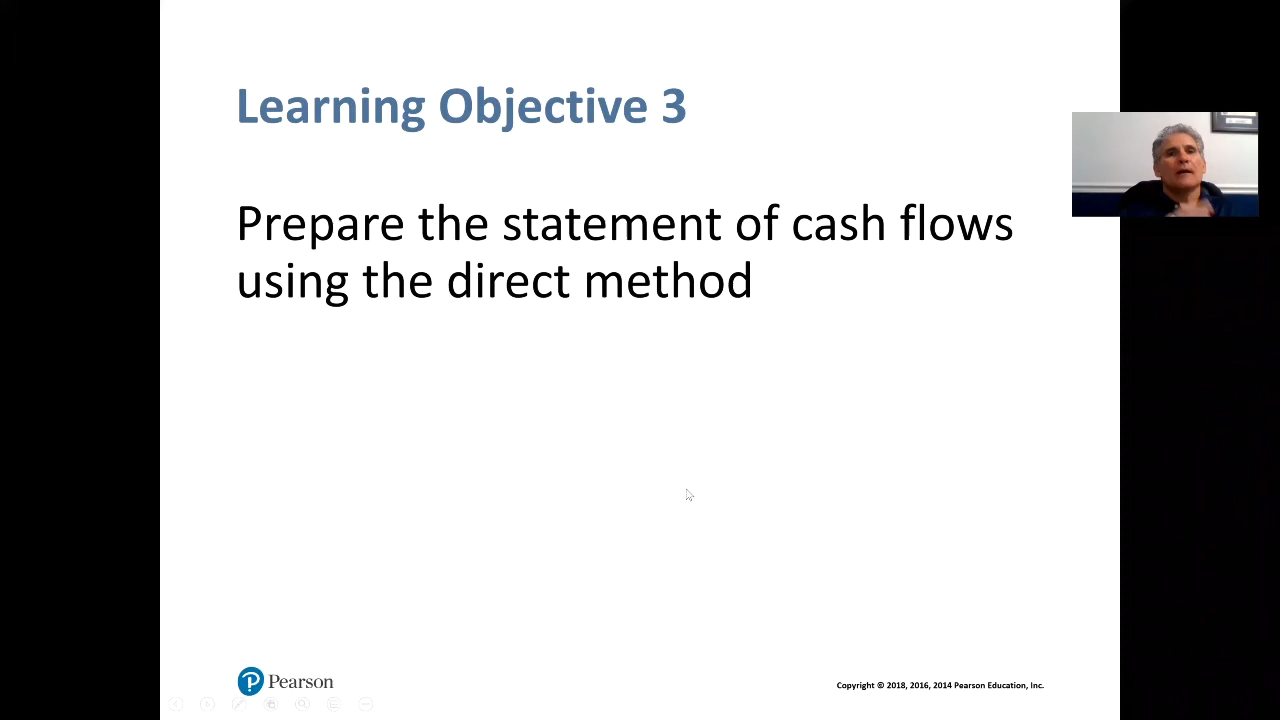 Learning Objective 3
Prepare the statement of cash flows
using the direct method
Pearson
Copyright © 2018, 2016, 2014 Pearson Education, Inc.